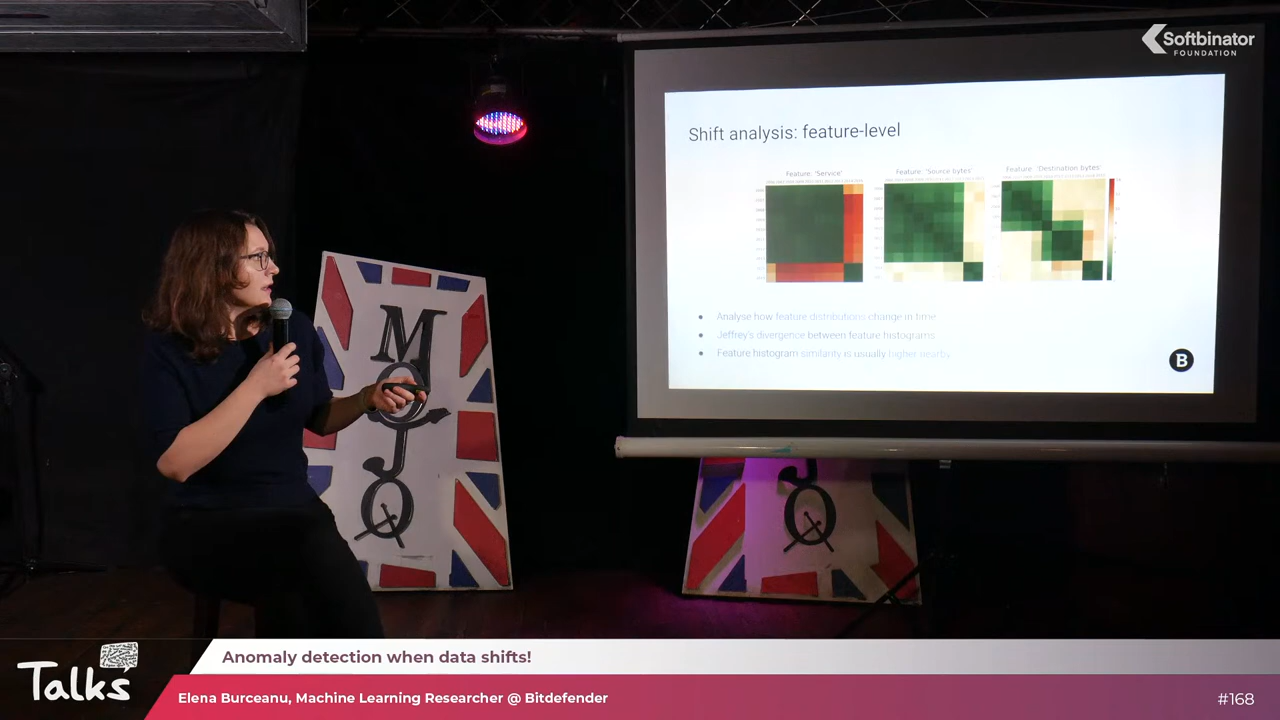 Softbinator
FOUNDATION
Shift analysis: feature-level
Feature: 'Service'
Feature: 'Source bytes'
Feature: 'Destination bytes'
Analyse how feature distributions change in time
Jeffrey's divergence between feature histograms
Feature histogram similarity is usually higher nearby
B
MOJO
JO
Talks
Anomaly detection when data shifts!
Elena Burceanu, Machine Learning Researcher @ Bitdefender
#168